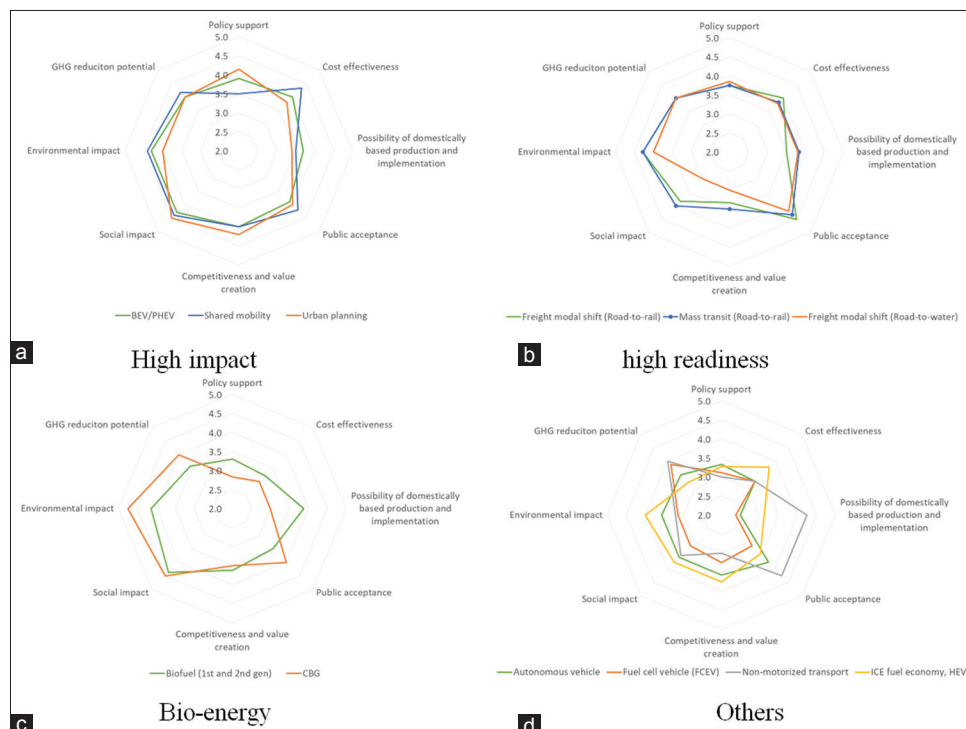 Policy support
5.0
4.5
4.0
3.5
3.0
2.5
2.0
GHG reduciton potential
Cost effectiveness
Environmental impact
Possibility of domestically
based production and
implementation
Social impact
Public acceptance
Competitiveness and value
creation
BEV/PHEV
Shared mobility
Urban planning
a
High impact
Policy support
5.0
4.5
4.0
3.5
3.0
2.5
2.0
GHG reduciton potential
Cost effectiveness
Environmental impact
Possibility of domestically
based production and
implementation
Social impact
Public acceptance
Competitiveness and value
creation
Freight modal shift (Road-to-rail)
Mass transit (Road-to-rail)
Freight modal shift (Road-to-water)
b
high readiness
Policy support
5.0
4.5
4.0
3.5
3.0
2.5
2.0
GHG reduciton potential
Cost effectiveness
Environmental impact
Possibility of domestically
based production and
implementation
Social impact
Public acceptance
Competitiveness and value
creation
Biofuel (1st and 2nd gen)
CBG
c
Bio-energy
Policy support
5.0
4.5
4.0
3.5
3.0
2.5
2.0
GHG reduciton potential
Cost effectiveness
Environmental impact
Possibility of domestically
based production and
implementation
Social impact
Public acceptance
Competitiveness and value
creation
Autonomous vehicle
Fuel cell vehicle (FCEV)
Non-motorized transport
ICE fuel economy, HEV
d
Others